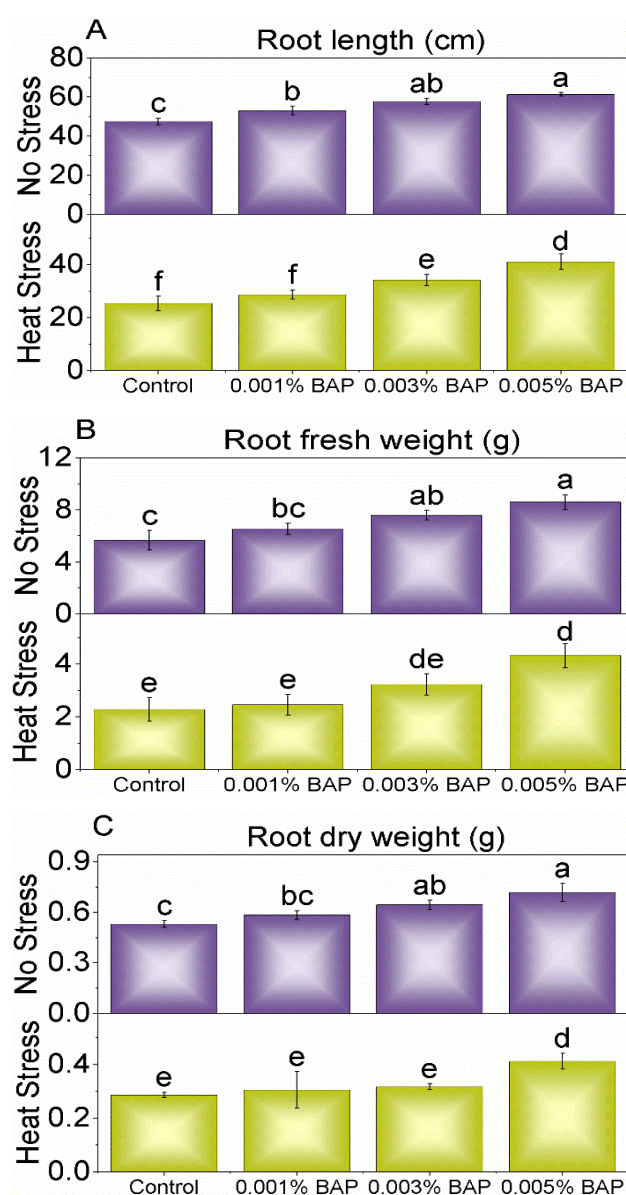 A
Root length (cm)
80
60
40
20
0
No Stress
c
b
ab
a
40
20
0
Heat Stress
f
f
e
d
Control 0.001% BAP 0.003% BAP 0.005% BAP
B
Root fresh weight (g)
12
8
4
0
No Stress
c
bc
ab
a
4
2
0
Heat Stress
e
e
de
d
Control 0.001% BAP 0.003% BAP 0.005% BAP
C
Root dry weight (g)
0.9
0.6
0.3
0.0
No Stress
c
bc
ab
a
0.4
0.2
0.0
Heat Stress
e
e
e
d
Control 0.001% BAP 0.003% BAP 0.005% BAP